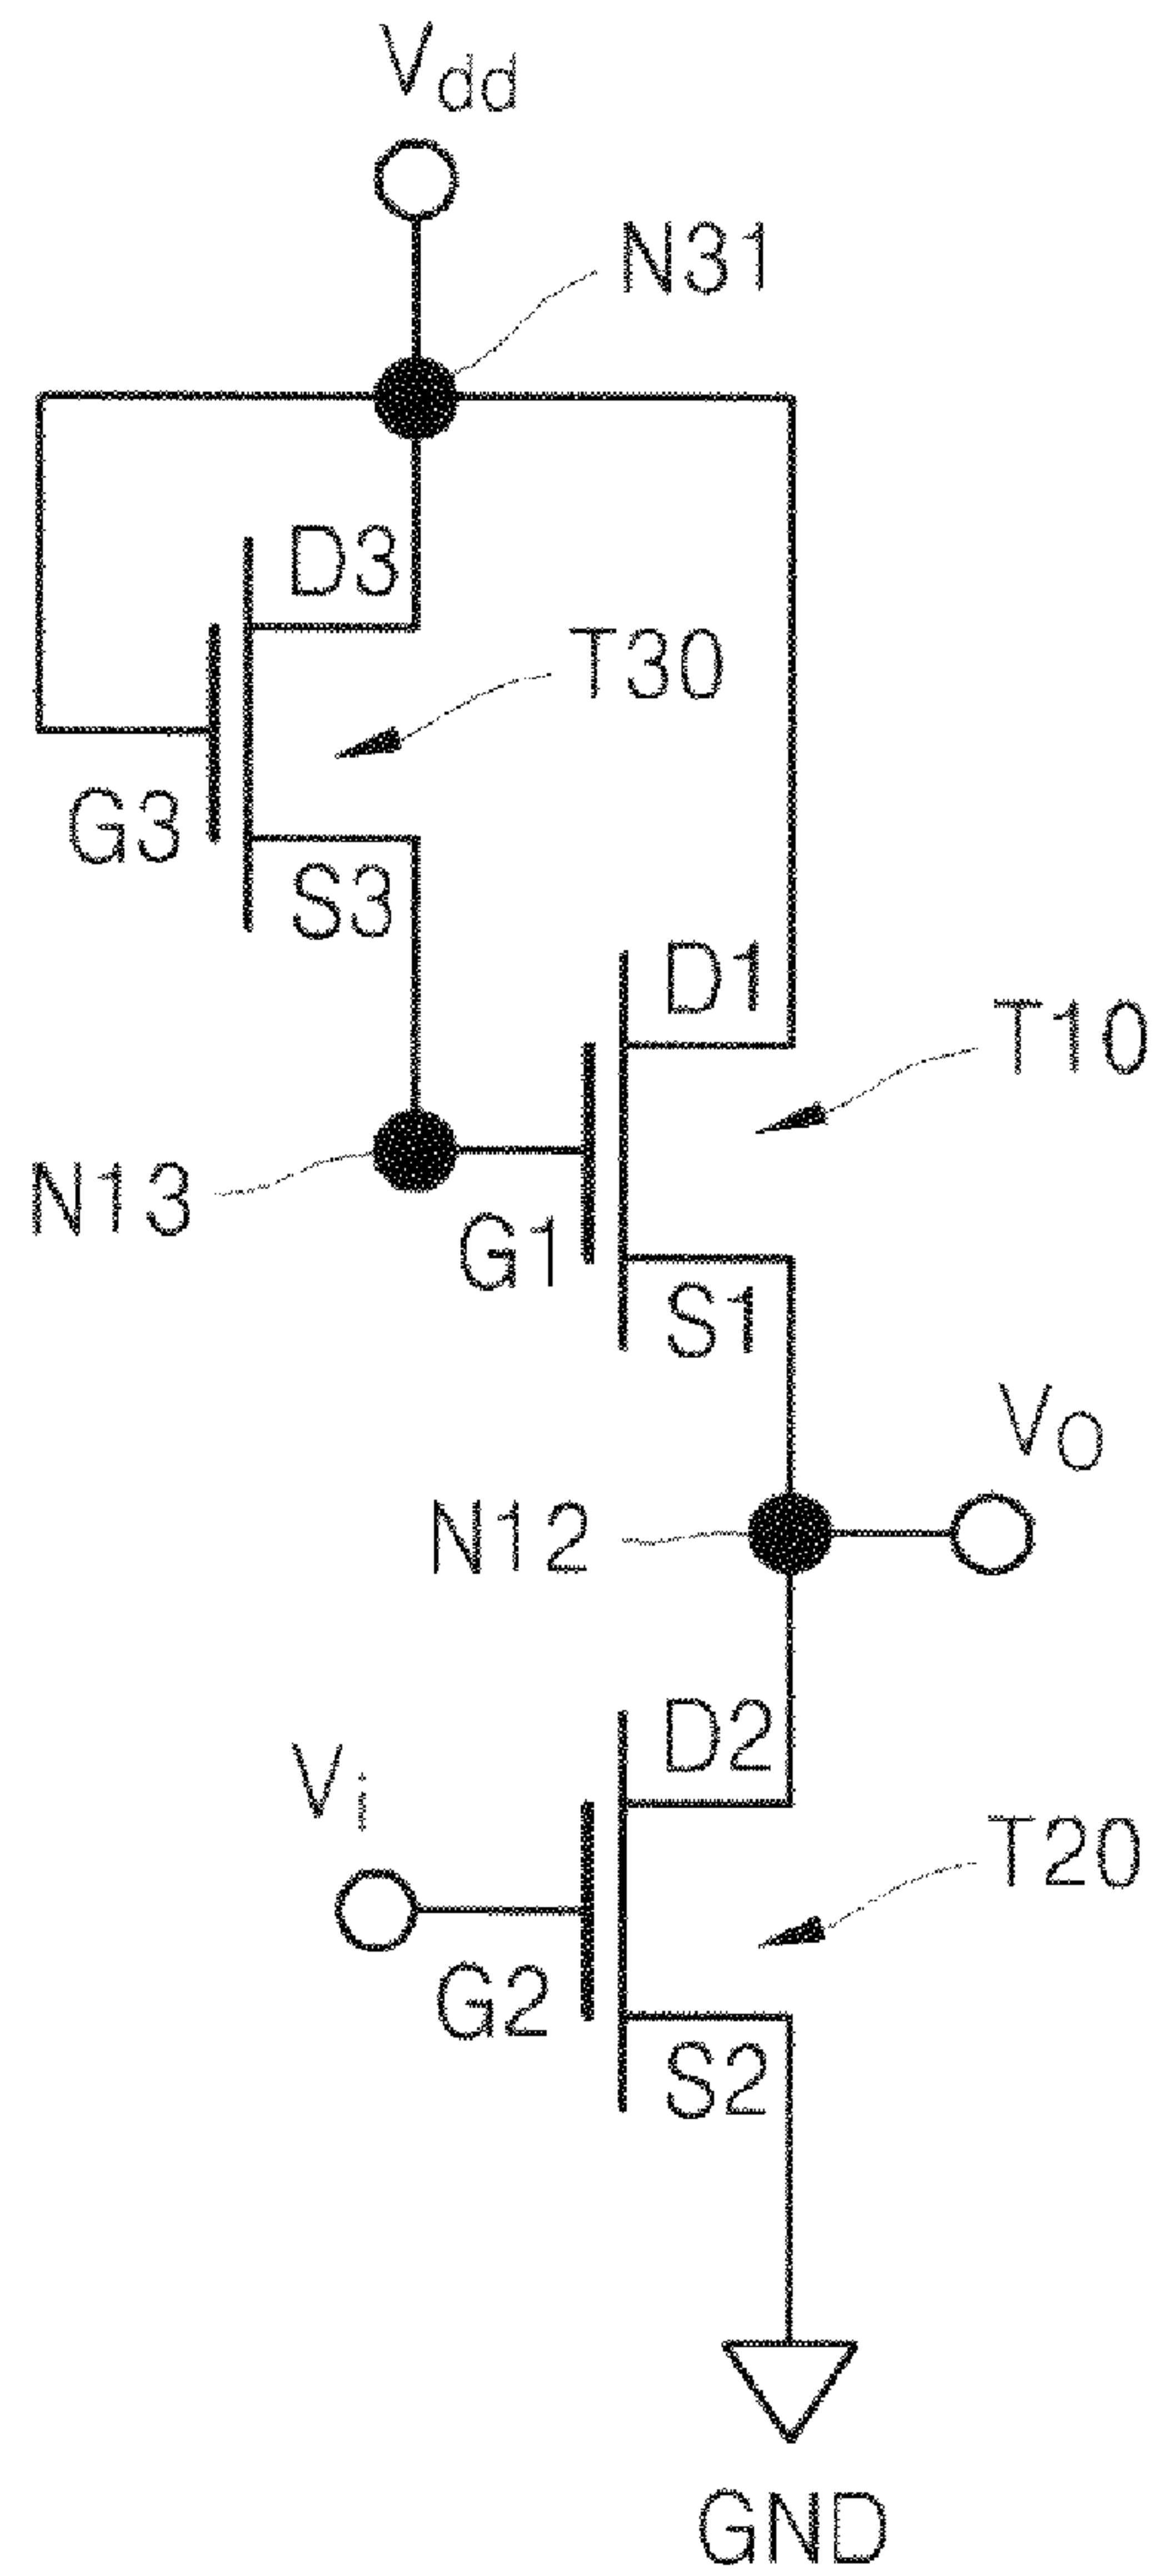 Vdd
N31
D3
T30
G3
S3
D1
T10
N13
G1
S1
VO
N12
D2
Vi
T20
G2
S2
GND